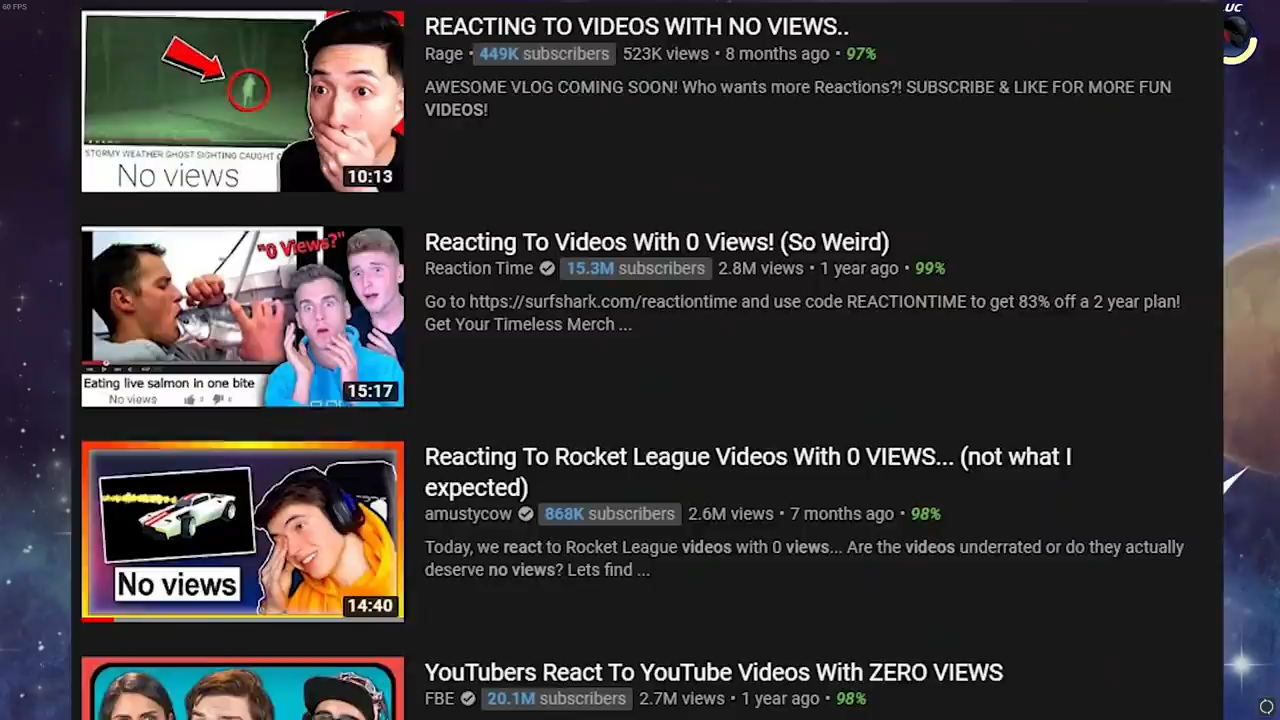 60 FPS
.UC
REACTING TO VIDEOS WITH NO VIEWS..
Rage • 449K subscribers 523K views • 8 months ago • 97%
AWESOME VLOG COMING SOON! Who wants more Reactions?! SUBSCRIBE & LIKE FOR MORE FUN
VIDEOS!
STORMY WEATHER GHOST SIGHTING CAUGHT
No views
10:13
Reacting To Videos With 0 Views! (So Weird)
Reaction Time 15.3M subscribers 2.8M views • 1 year ago • 99%
Go to https://surfshark.com/reactiontime and use code REACTIONTIME to get 83% off a 2 year plan!
Get Your Timeless Merch ...
"0 Views?"
Eating live salmon in one bite
No views
15:17
Reacting To Rocket League Videos With 0 VIEWS... (not what I
expected)
amustycow 868K subscribers 2.6M views • 7 months ago • 98%
Today, we react to Rocket League videos with 0 views... Are the videos underrated or do they actually
deserve no views? Lets find ...
No views
14:40
YouTubers React To YouTube Videos With ZERO VIEWS
FBE 20.1M subscribers 2.7M views • 1 year ago • 98%